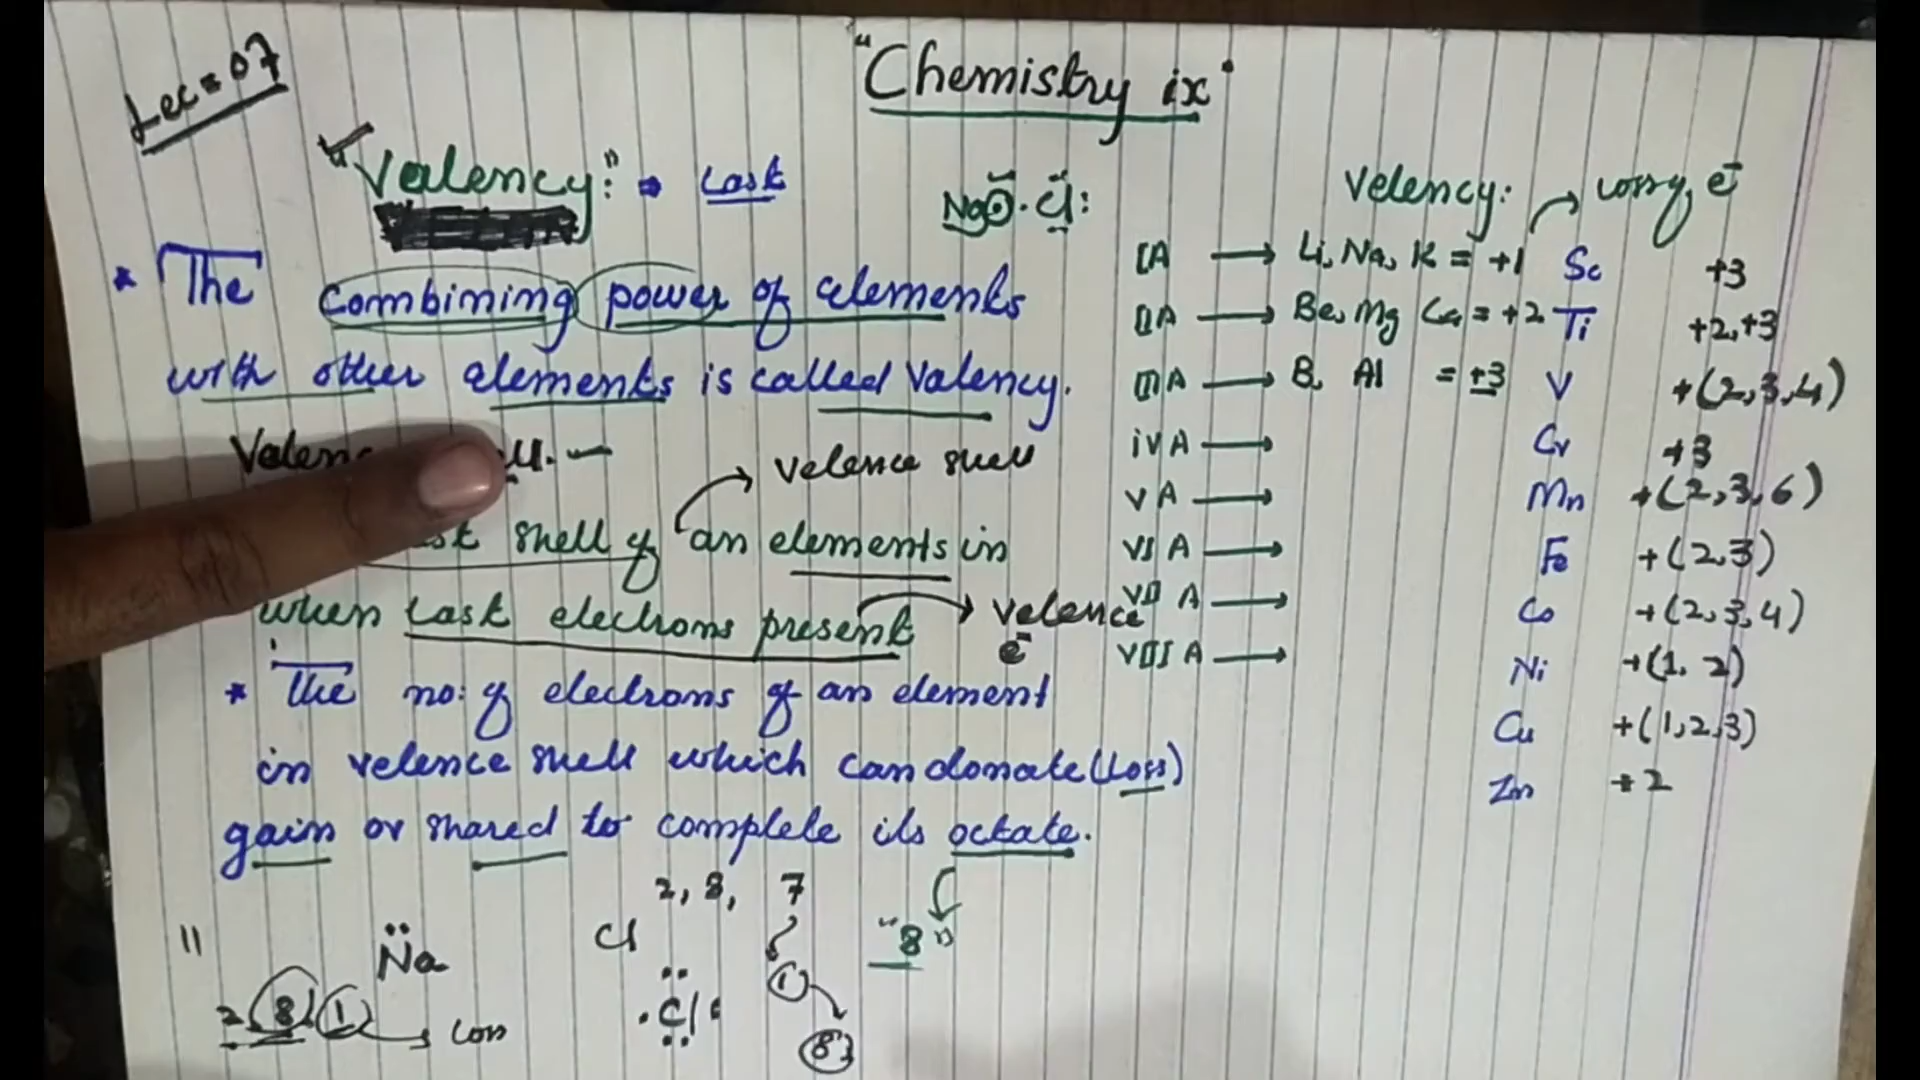 Lec = 07
"Chemistry ix"
"Valency:" → Last
* The combining power of elements
with other elements is called Valency.
Valenc
→ Velence shell
shell of an elements in
when Last electrons present → Velence
e⁻
* The no: of electrons of an element
in velence shell which can donate (Loss)
gain or shared to complete its octate.
"8"
Na
2, 8, 1 → Loss
Cl 2, 8, 7
1
8
Cl
Na Cl
Velency: → Loss of e⁻
IA → Li, Na, K = +1
IIA → Be, Mg Ca = +2
IIIA → B, Al = +3
iVA →
VA →
VIA →
VIIA →
VIIIA →
Sc +3
Ti +2,+3
V +(2,3,4)
Cr +3
Mn +(2,3,6)
Fe +(2,3)
Co +(2,3,4)
Ni +(1, 2)
Cu +(1,2,3)
Zn +2